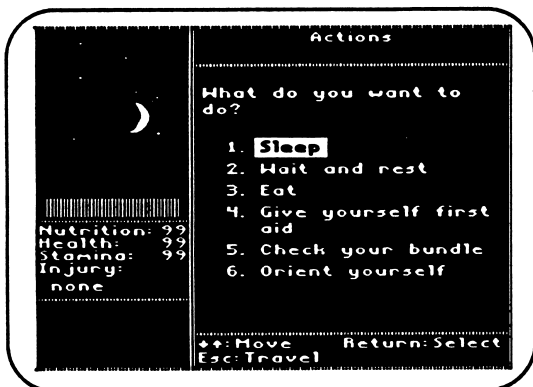 Actions
What do you want to
do?
1. Sleep
2. Wait and rest
3. Eat
4. Give yourself first
aid
5. Check your bundle
6. Orient yourself
Nutrition: 99
Health: 99
Stamina: 99
Injury:
none
↓↑:Move Return:Select
Esc:Travel